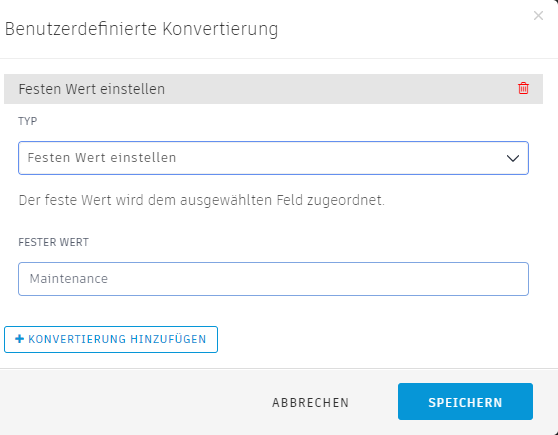 ×
Benutzerdefinierte Konvertierung
Festen Wert einstellen
TYP
Festen Wert einstellen
Der feste Wert wird dem ausgewählten Feld zugeordnet.
FESTER WERT
Maintenance
+ KONVERTIERUNG HINZUFÜGEN
ABBRECHEN SPEICHERN